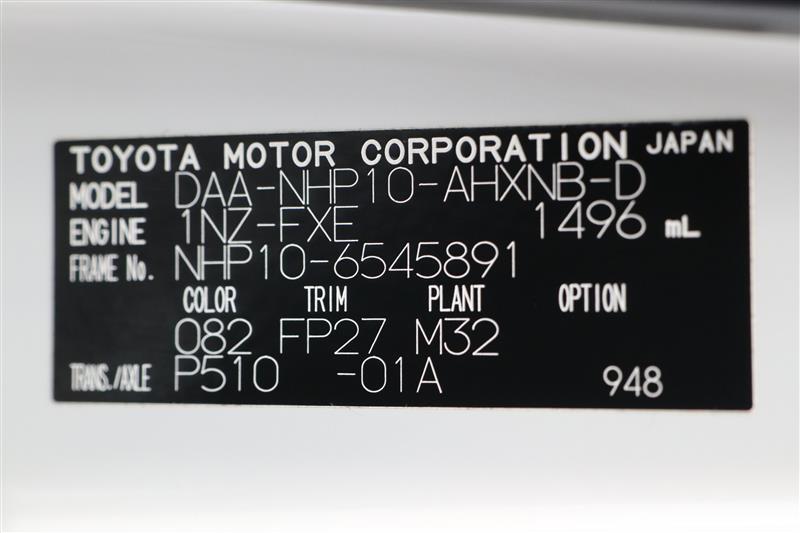 TOYOTA MOTOR CORPORATION JAPAN
MODEL DAA-NHP10-AHXNB-D
ENGINE 1NZ-FXE 1496 mL
FRAME No. NHP10-6545891
COLOR TRIM PLANT OPTION
082 FP27 M32
TRANS./AXLE P510 -01A 948